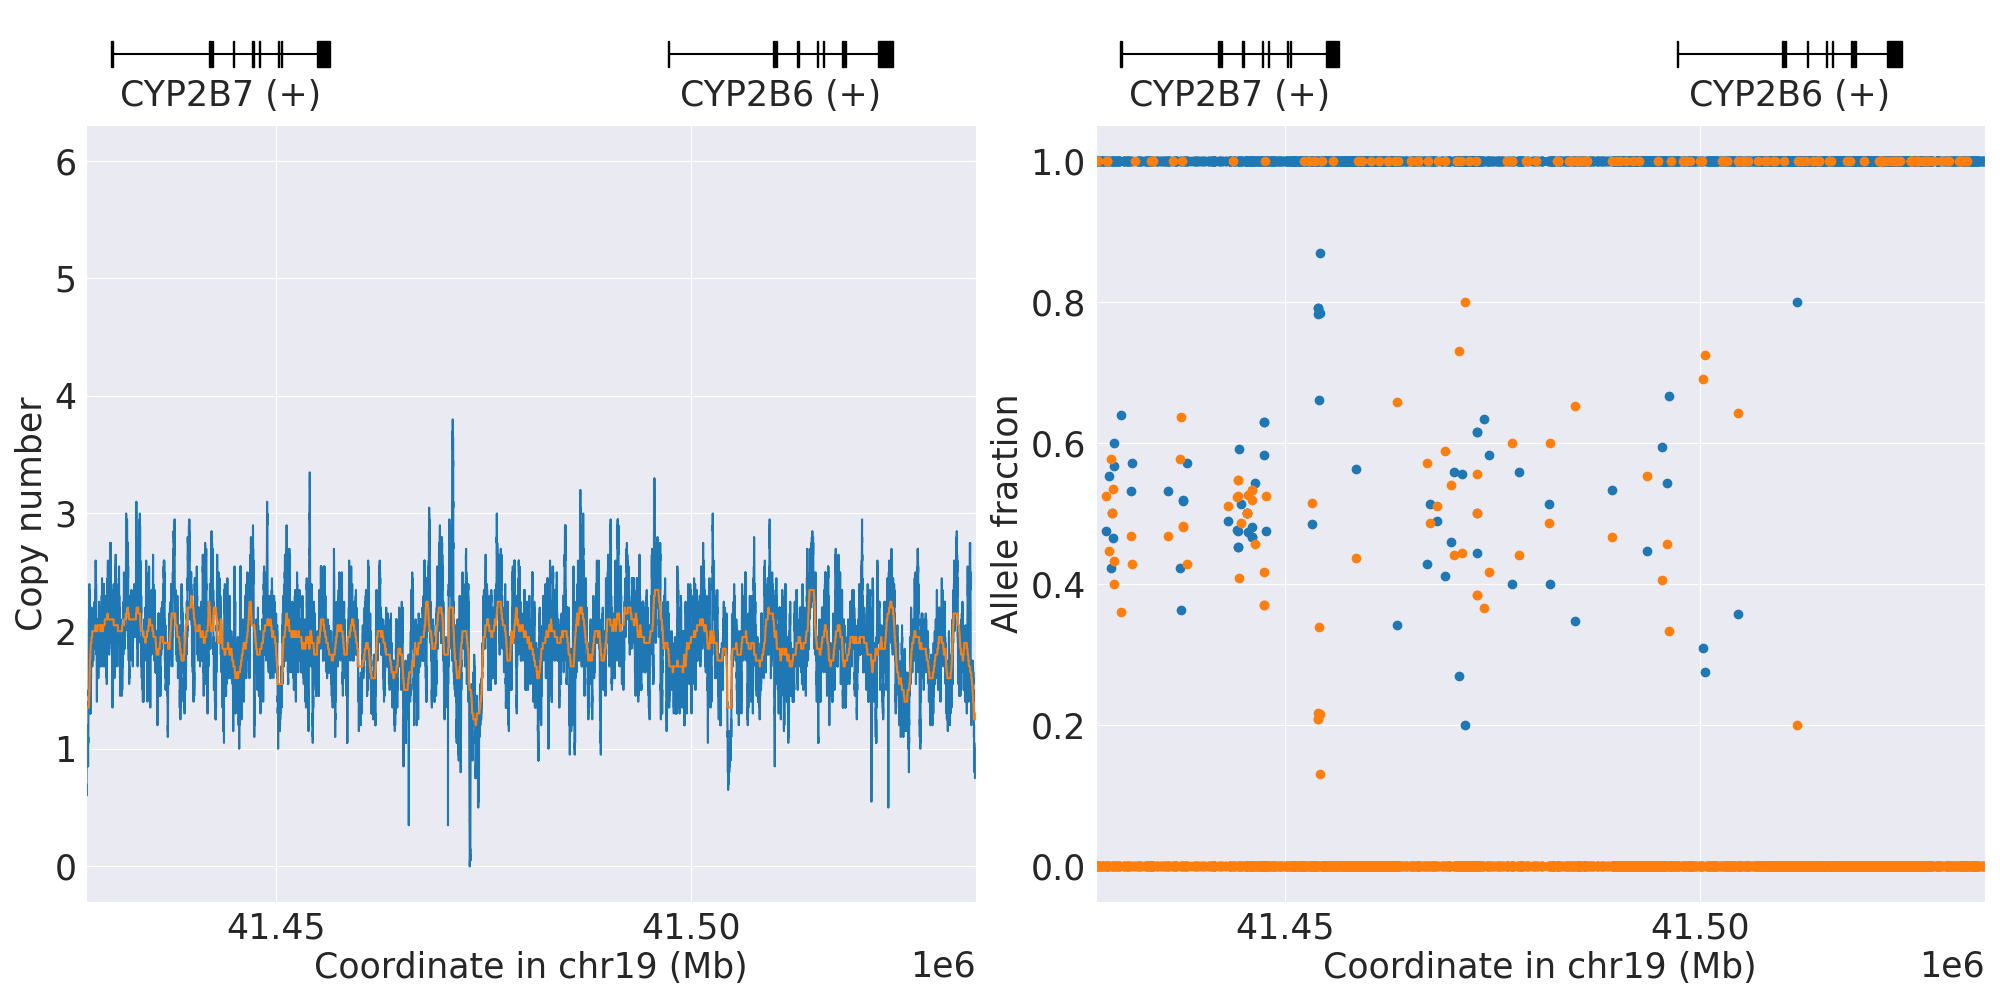 CYP2B7 (+)
CYP2B6 (+)
CYP2B7 (+)
CYP2B6 (+)
6
5
4
3
2
1
0
Copy number
41.45
41.50
Coordinate in chr19 (Mb)
1e6
1.0
0.8
0.6
0.4
0.2
0.0
Allele fraction
41.45
41.50
Coordinate in chr19 (Mb)
1e6